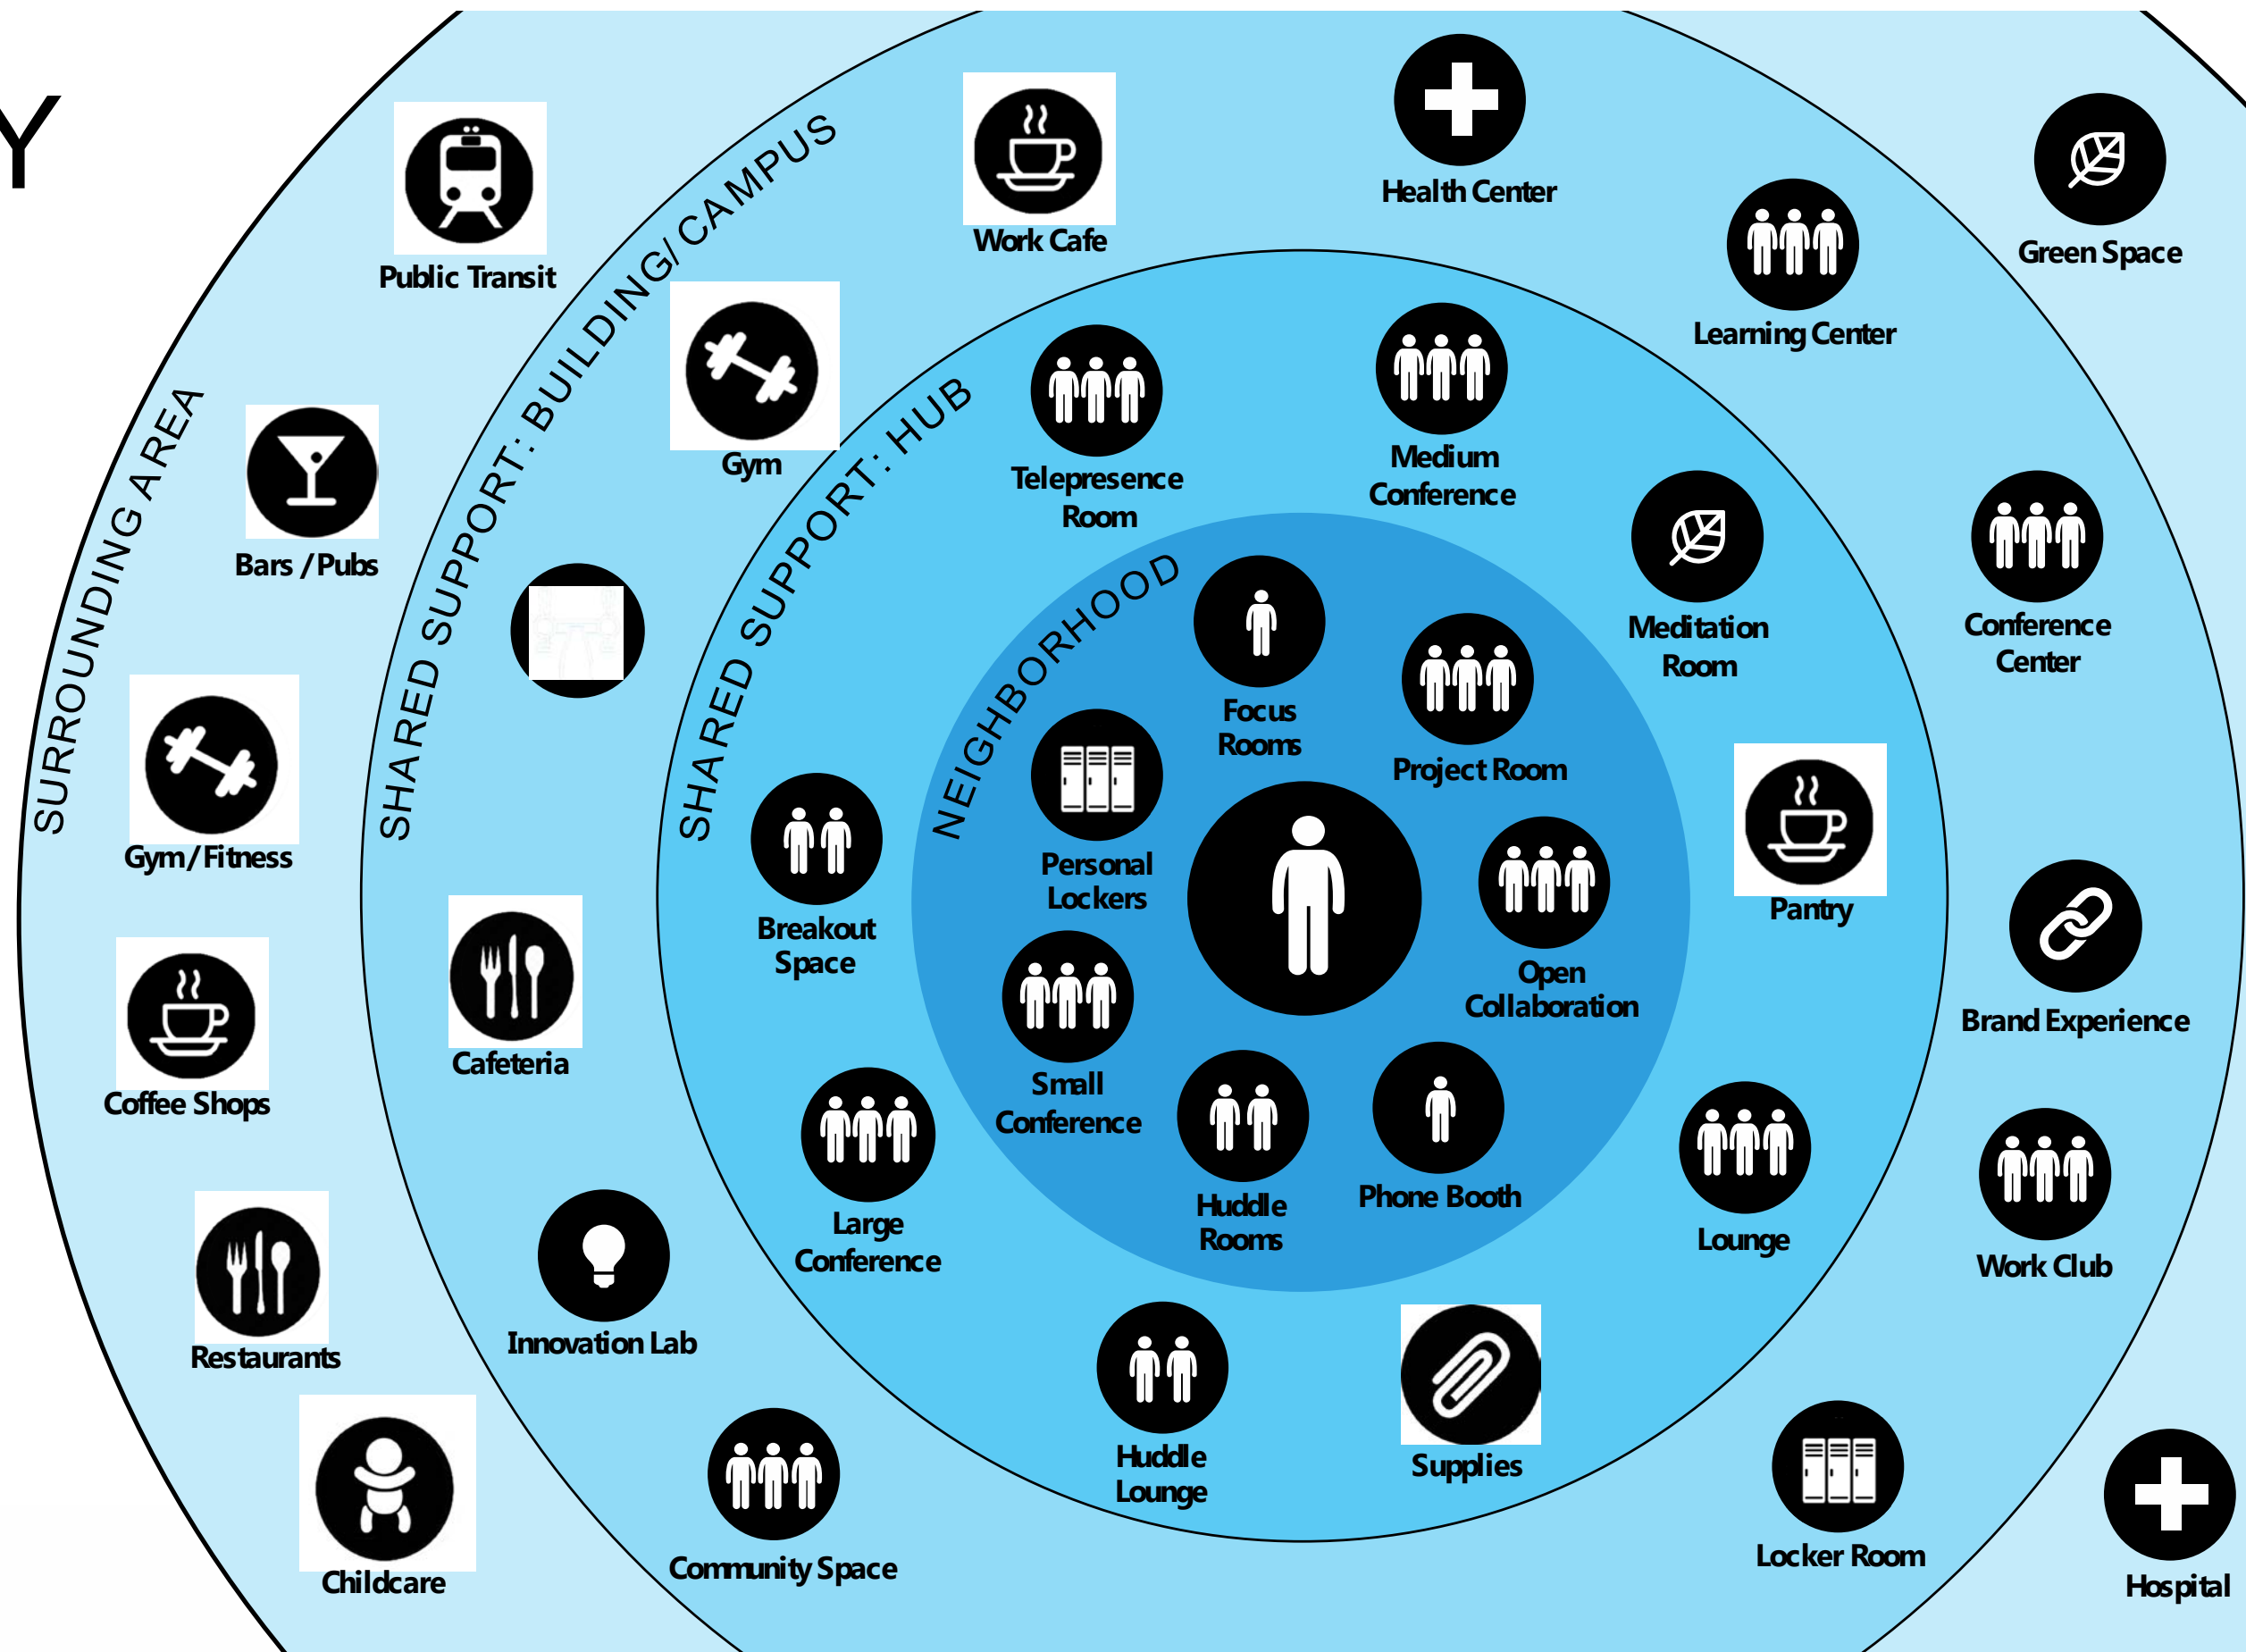 Y
SURROUNDING AREA
SHARED SUPPORT: BUILDING/CAMPUS
SHARED SUPPORT: HUB
NEIGHBORHOOD
Public Transit
Bars / Pubs
Gym / Fitness
Coffee Shops
Restaurants
Childcare
Green Space
Hospital
Work Cafe
Health Center
Learning Center
Gym
Conference
Center
Brand Experience
Cafeteria
Work Club
Innovation Lab
Community Space
Locker Room
Telepresence
Room
Medium
Conference
Meditation
Room
Pantry
Breakout
Space
Large
Conference
Lounge
Huddle
Lounge
Supplies
Focus
Rooms
Project Room
Personal
Lockers
Open
Collaboration
Small
Conference
Huddle
Rooms
Phone Booth